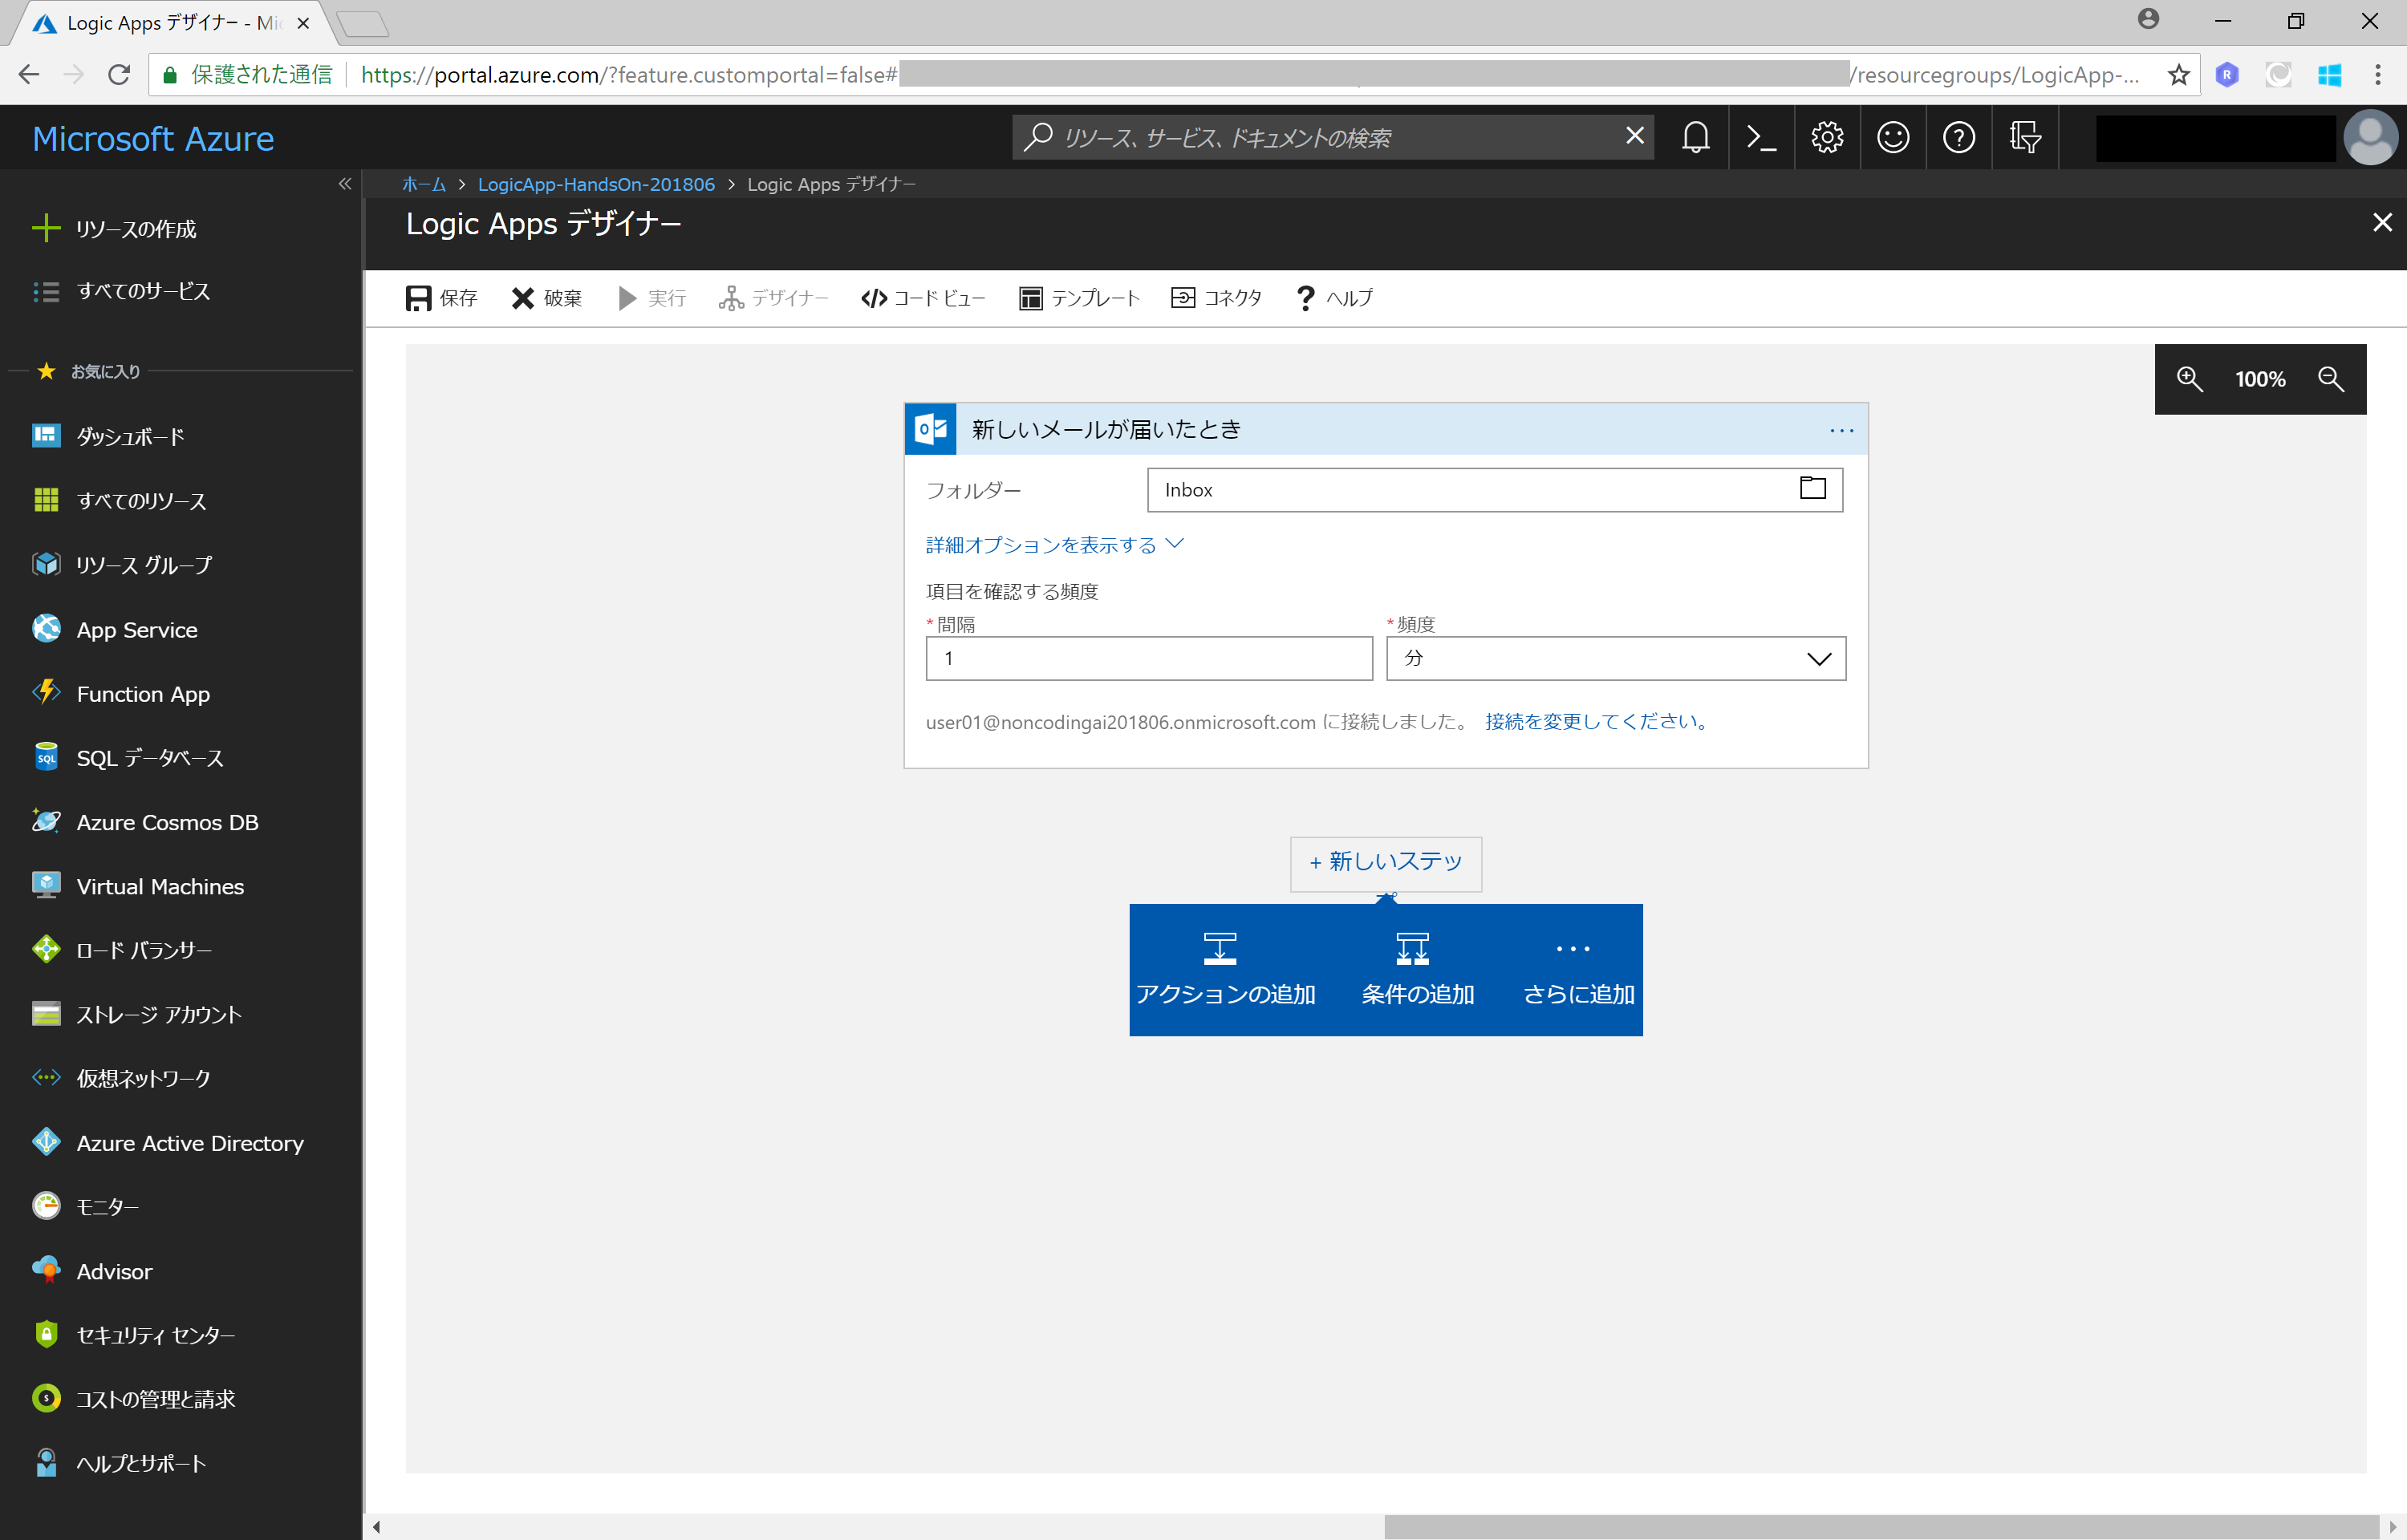 Logic Apps デザイナー - Mi
保護された通信
https://portal.azure.com/?feature.customportal=false#
/resourcegroups/LogicApp-...
Microsoft Azure
リソース、サービス、ドキュメントの検索
ホーム > LogicApp-HandsOn-201806 > Logic Apps デザイナー
Logic Apps デザイナー
リソースの作成
すべてのサービス
お気に入り
ダッシュボード
すべてのリソース
リソース グループ
App Service
Function App
SQL データベース
Azure Cosmos DB
Virtual Machines
ロード バランサー
ストレージ アカウント
仮想ネットワーク
Azure Active Directory
モニター
Advisor
セキュリティ センター
コストの管理と請求
ヘルプとサポート
保存 破棄 実行 デザイナー コード ビュー テンプレート コネクタ ヘルプ
100%
新しいメールが届いたとき ...
フォルダー Inbox
詳細オプションを表示する
項目を確認する頻度
*間隔 *頻度
1 分
user01@noncodingai201806.onmicrosoft.com に接続しました。 接続を変更してください。
+ 新しいステッ
アクションの追加 条件の追加 さらに追加